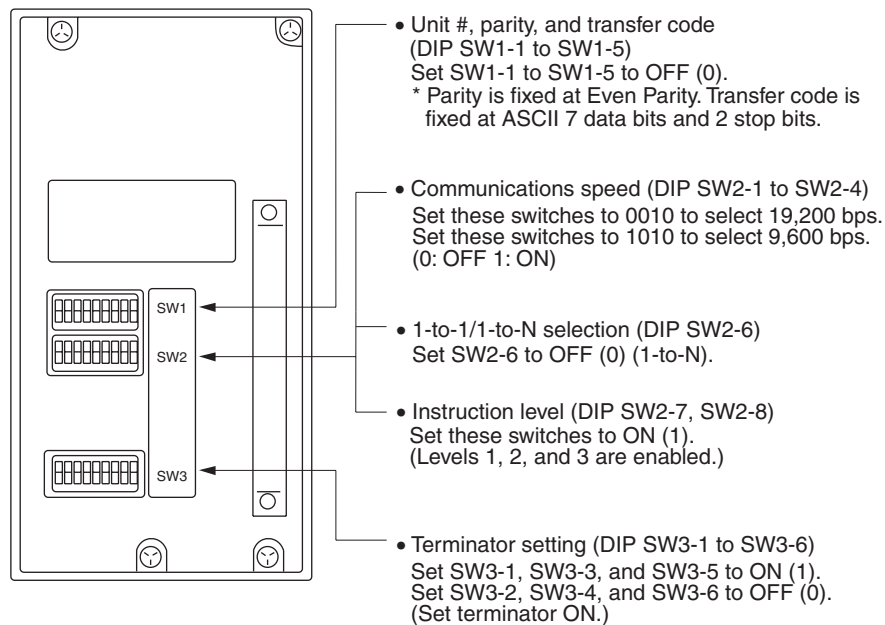 • Unit #, parity, and transfer code
(DIP SW1-1 to SW1-5)
Set SW1-1 to SW1-5 to OFF (0).
* Parity is fixed at Even Parity. Transfer code is
fixed at ASCII 7 data bits and 2 stop bits.
• Communications speed (DIP SW2-1 to SW2-4)
Set these switches to 0010 to select 19,200 bps.
Set these switches to 1010 to select 9,600 bps.
(0: OFF 1: ON)
SW1
• 1-to-1/1-to-N selection (DIP SW2-6)
Set SW2-6 to OFF (0) (1-to-N).
SW2
• Instruction level (DIP SW2-7, SW2-8)
Set these switches to ON (1).
(Levels 1, 2, and 3 are enabled.)
SW3
• Terminator setting (DIP SW3-1 to SW3-6)
Set SW3-1, SW3-3, and SW3-5 to ON (1).
Set SW3-2, SW3-4, and SW3-6 to OFF (0).
(Set terminator ON.)